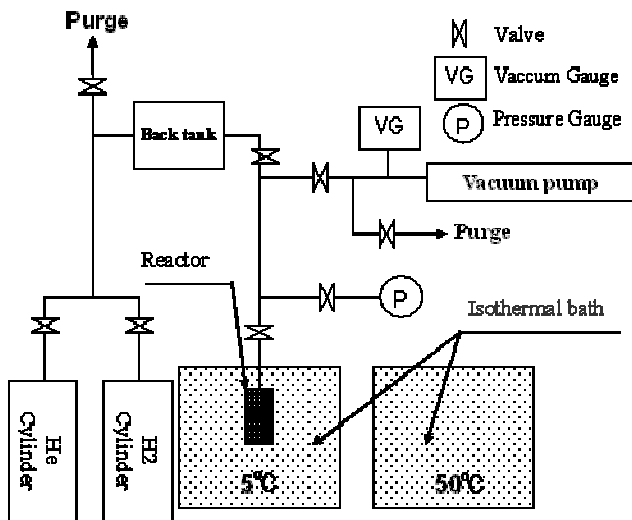 Purge
Valve
VG
Vaccum Gauge
P
Pressure Gauge
Back tank
VG
Vacuum pump
Purge
Reactor
P
Isothermal bath
He
Cylinder
H2
Cylinder
5°C
50°C